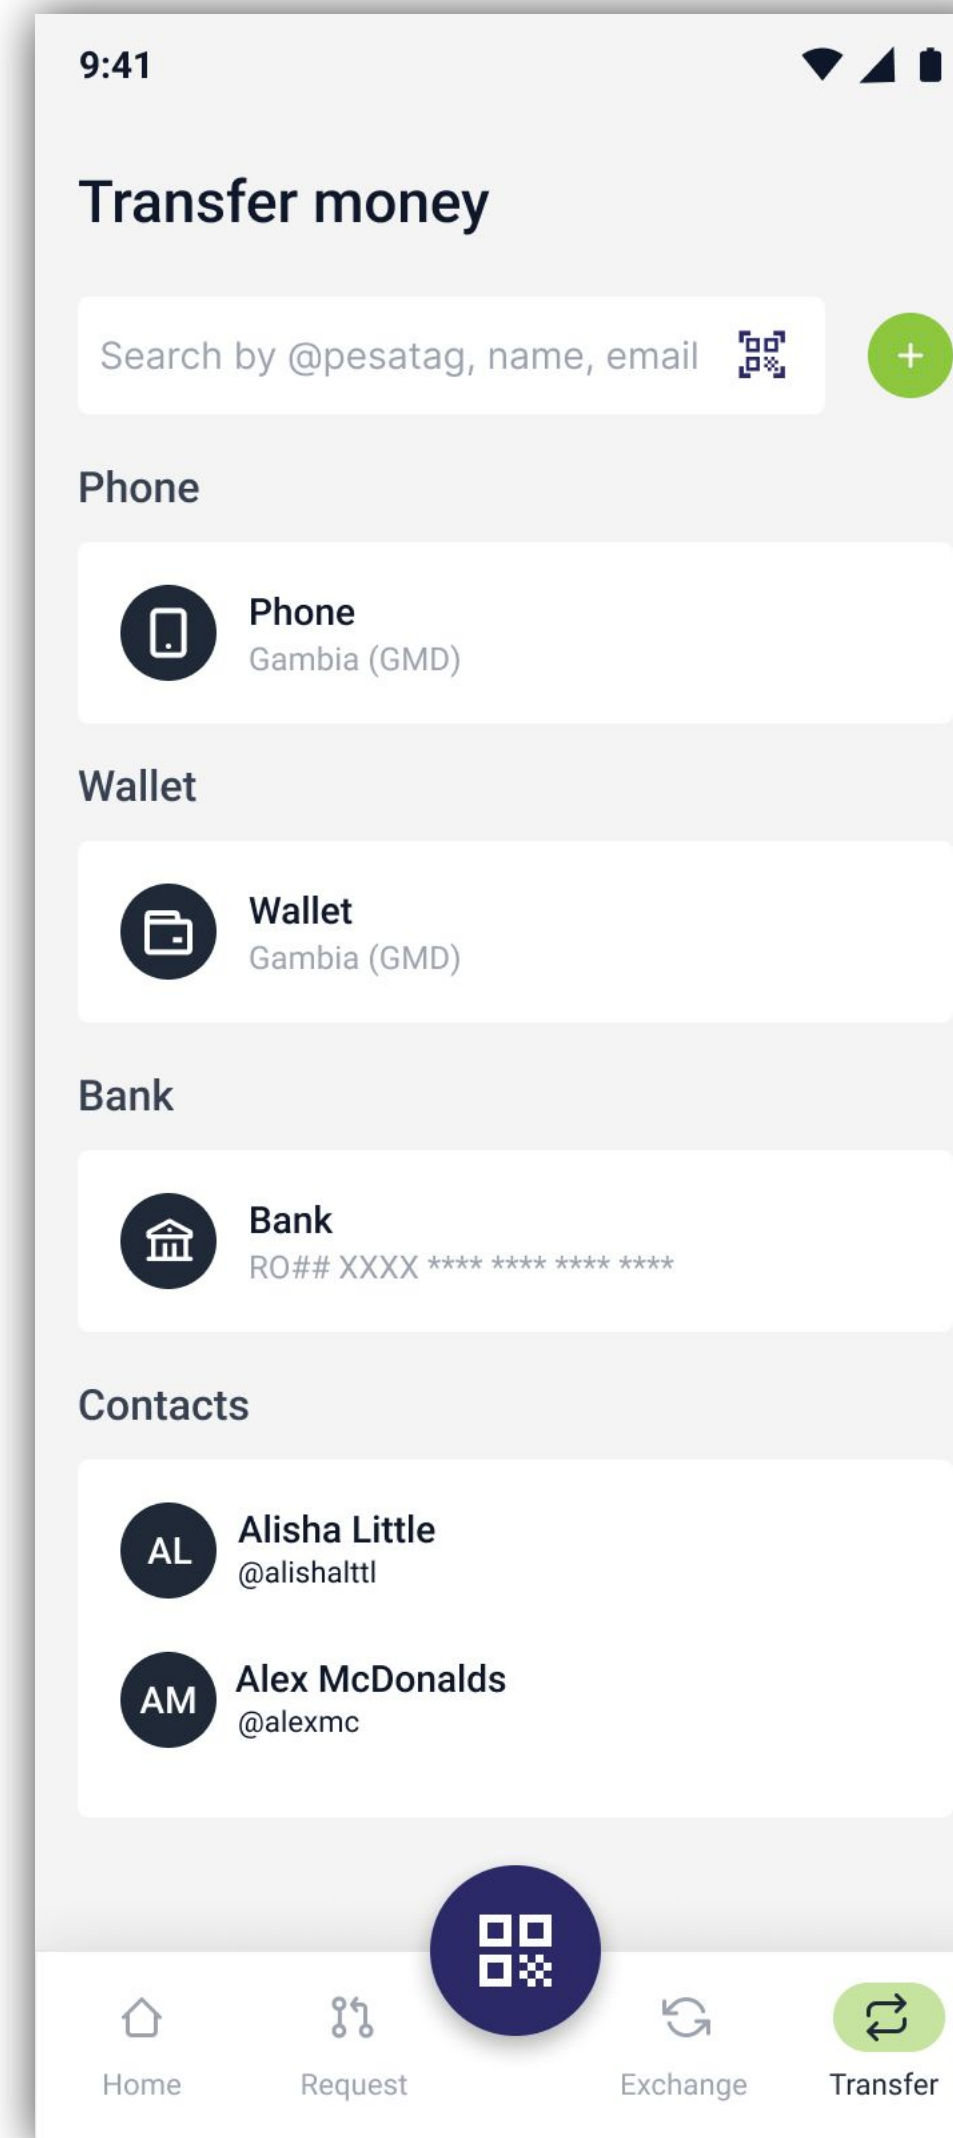 9:41
Transfer money
Search by @pesatag, name, email
Phone
Phone
Gambia (GMD)
Wallet
Wallet
Gambia (GMD)
Bank
Bank
RO## XXXX **** **** **** ****
Contacts
AL
Alisha Little
@alishalttl
AM
Alex McDonalds
@alexmc
Home
Request
Exchange
Transfer